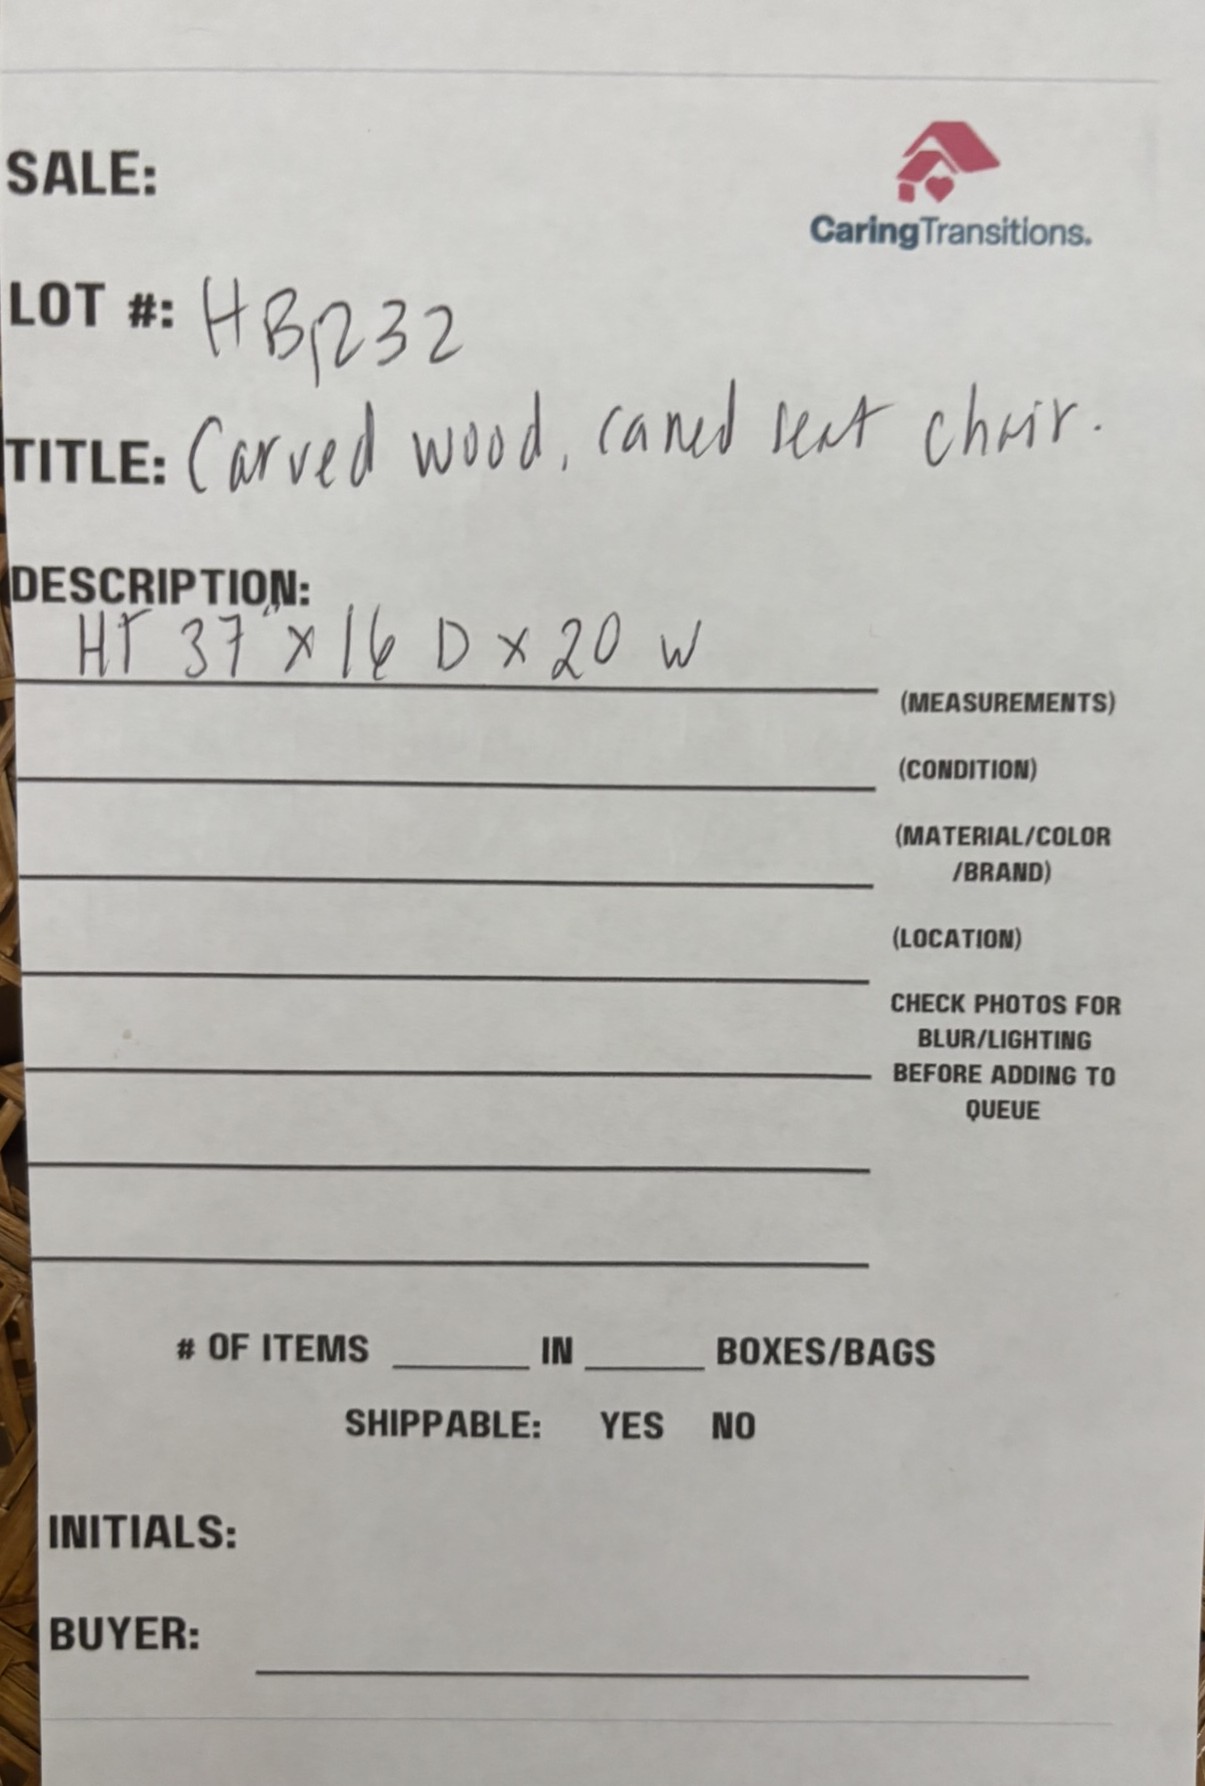 SALE:
CaringTransitions.
LOT #: HB1232
TITLE: Carved wood, caned seat chair.
DESCRIPTION:
HT 37" x 16 D x 20 W
(MEASUREMENTS)
(CONDITION)
(MATERIAL/COLOR
/BRAND)
(LOCATION)
CHECK PHOTOS FOR
BLUR/LIGHTING
BEFORE ADDING TO
QUEUE
# OF ITEMS ______ IN ______ BOXES/BAGS
SHIPPABLE: YES NO
INITIALS:
BUYER: